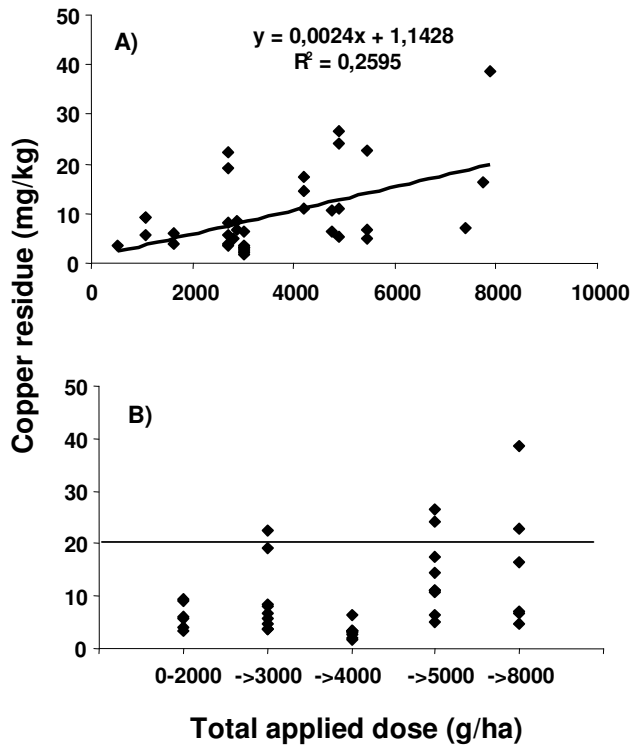 A)
y = 0,0024x + 1,1428
R² = 0,2595
50
40
30
20
10
0
0 2000 4000 6000 8000 10000
Copper residue (mg/kg)
B)
50
40
30
20
10
0
0-2000 ->3000 ->4000 ->5000 ->8000
Total applied dose (g/ha)